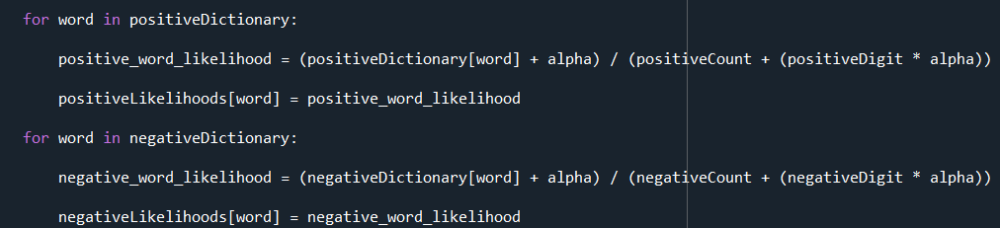 for word in positiveDictionary:
positive_word_likelihood = (positiveDictionary[word] + alpha) / (positiveCount + (positiveDigit * alpha))
positiveLikelihoods[word] = positive_word_likelihood
for word in negativeDictionary:
negative_word_likelihood = (negativeDictionary[word] + alpha) / (negativeCount + (negativeDigit * alpha))
negativeLikelihoods[word] = negative_word_likelihood